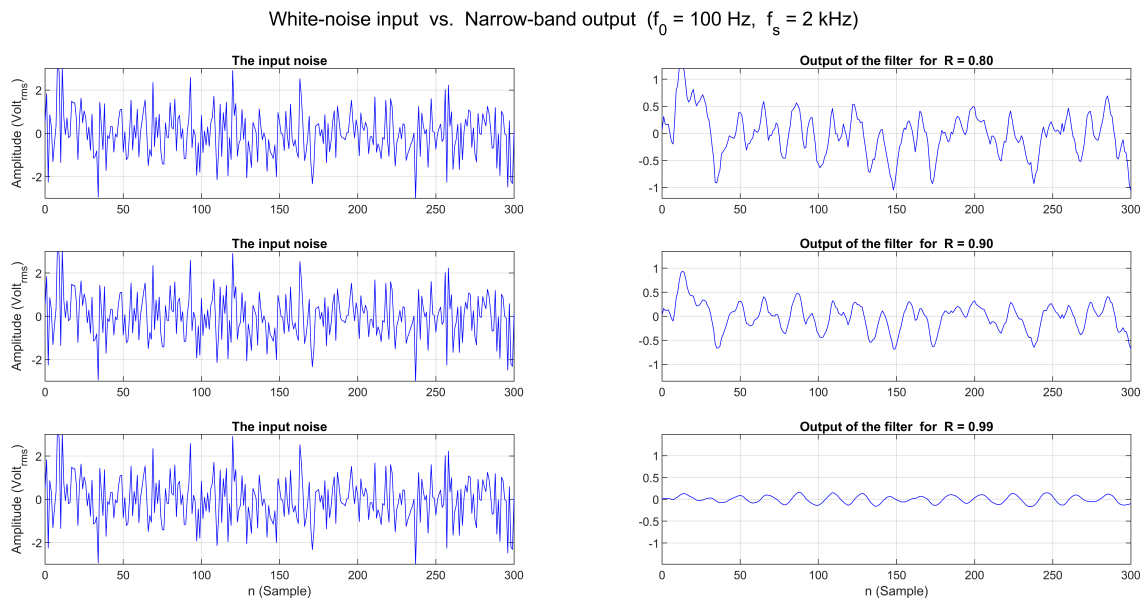 White-noise input vs. Narrow-band output (f0 = 100 Hz, fs = 2 kHz)
The input noise
Amplitude (Voltrms)
2
0
-2
0 50 100 150 200 250 300
Output of the filter for R = 0.80
1
0.5
0
-0.5
-1
0 50 100 150 200 250 300
The input noise
Amplitude (Voltrms)
2
0
-2
0 50 100 150 200 250 300
Output of the filter for R = 0.90
1
0.5
0
-0.5
-1
0 50 100 150 200 250 300
The input noise
Amplitude (Voltrms)
2
0
-2
0 50 100 150 200 250 300
n (Sample)
Output of the filter for R = 0.99
1
0.5
0
-0.5
-1
0 50 100 150 200 250 300
n (Sample)